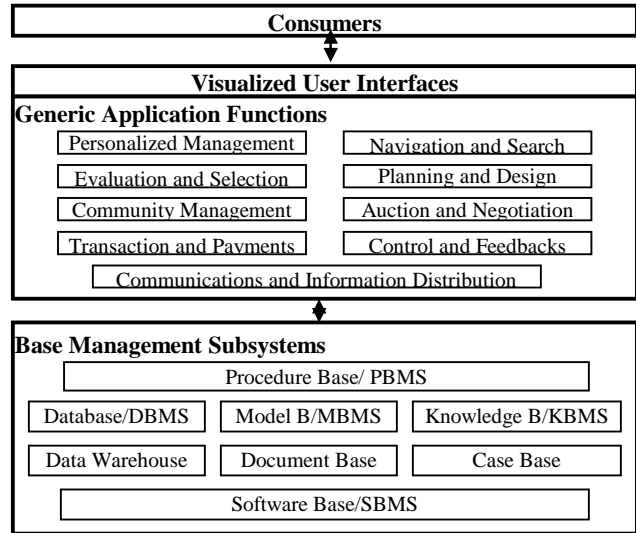 Consumers
Visualized User Interfaces
Generic Application Functions
Personalized Management
Navigation and Search
Evaluation and Selection
Planning and Design
Community Management
Auction and Negotiation
Transaction and Payments
Control and Feedbacks
Communications and Information Distribution
Base Management Subsystems
Procedure Base/ PBMS
Database/DBMS
Model B/MBMS
Knowledge B/KBMS
Data Warehouse
Document Base
Case Base
Software Base/SBMS